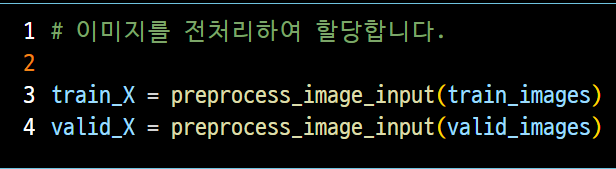 1 # 이미지를 전처리하여 할당합니다.
2
3 train_X = preprocess_image_input(train_images)
4 valid_X = preprocess_image_input(valid_images)